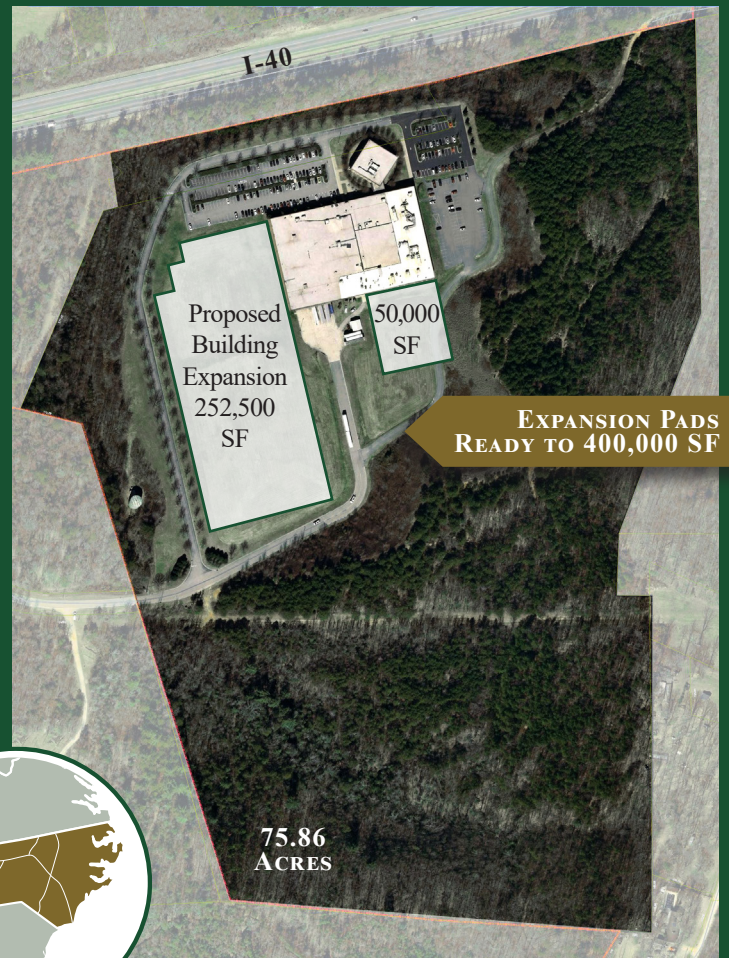 I-40
Proposed
Building
Expansion
252,500
SF
50,000
SF
Expansion Pads
Ready to 400,000 SF
75.86
Acres